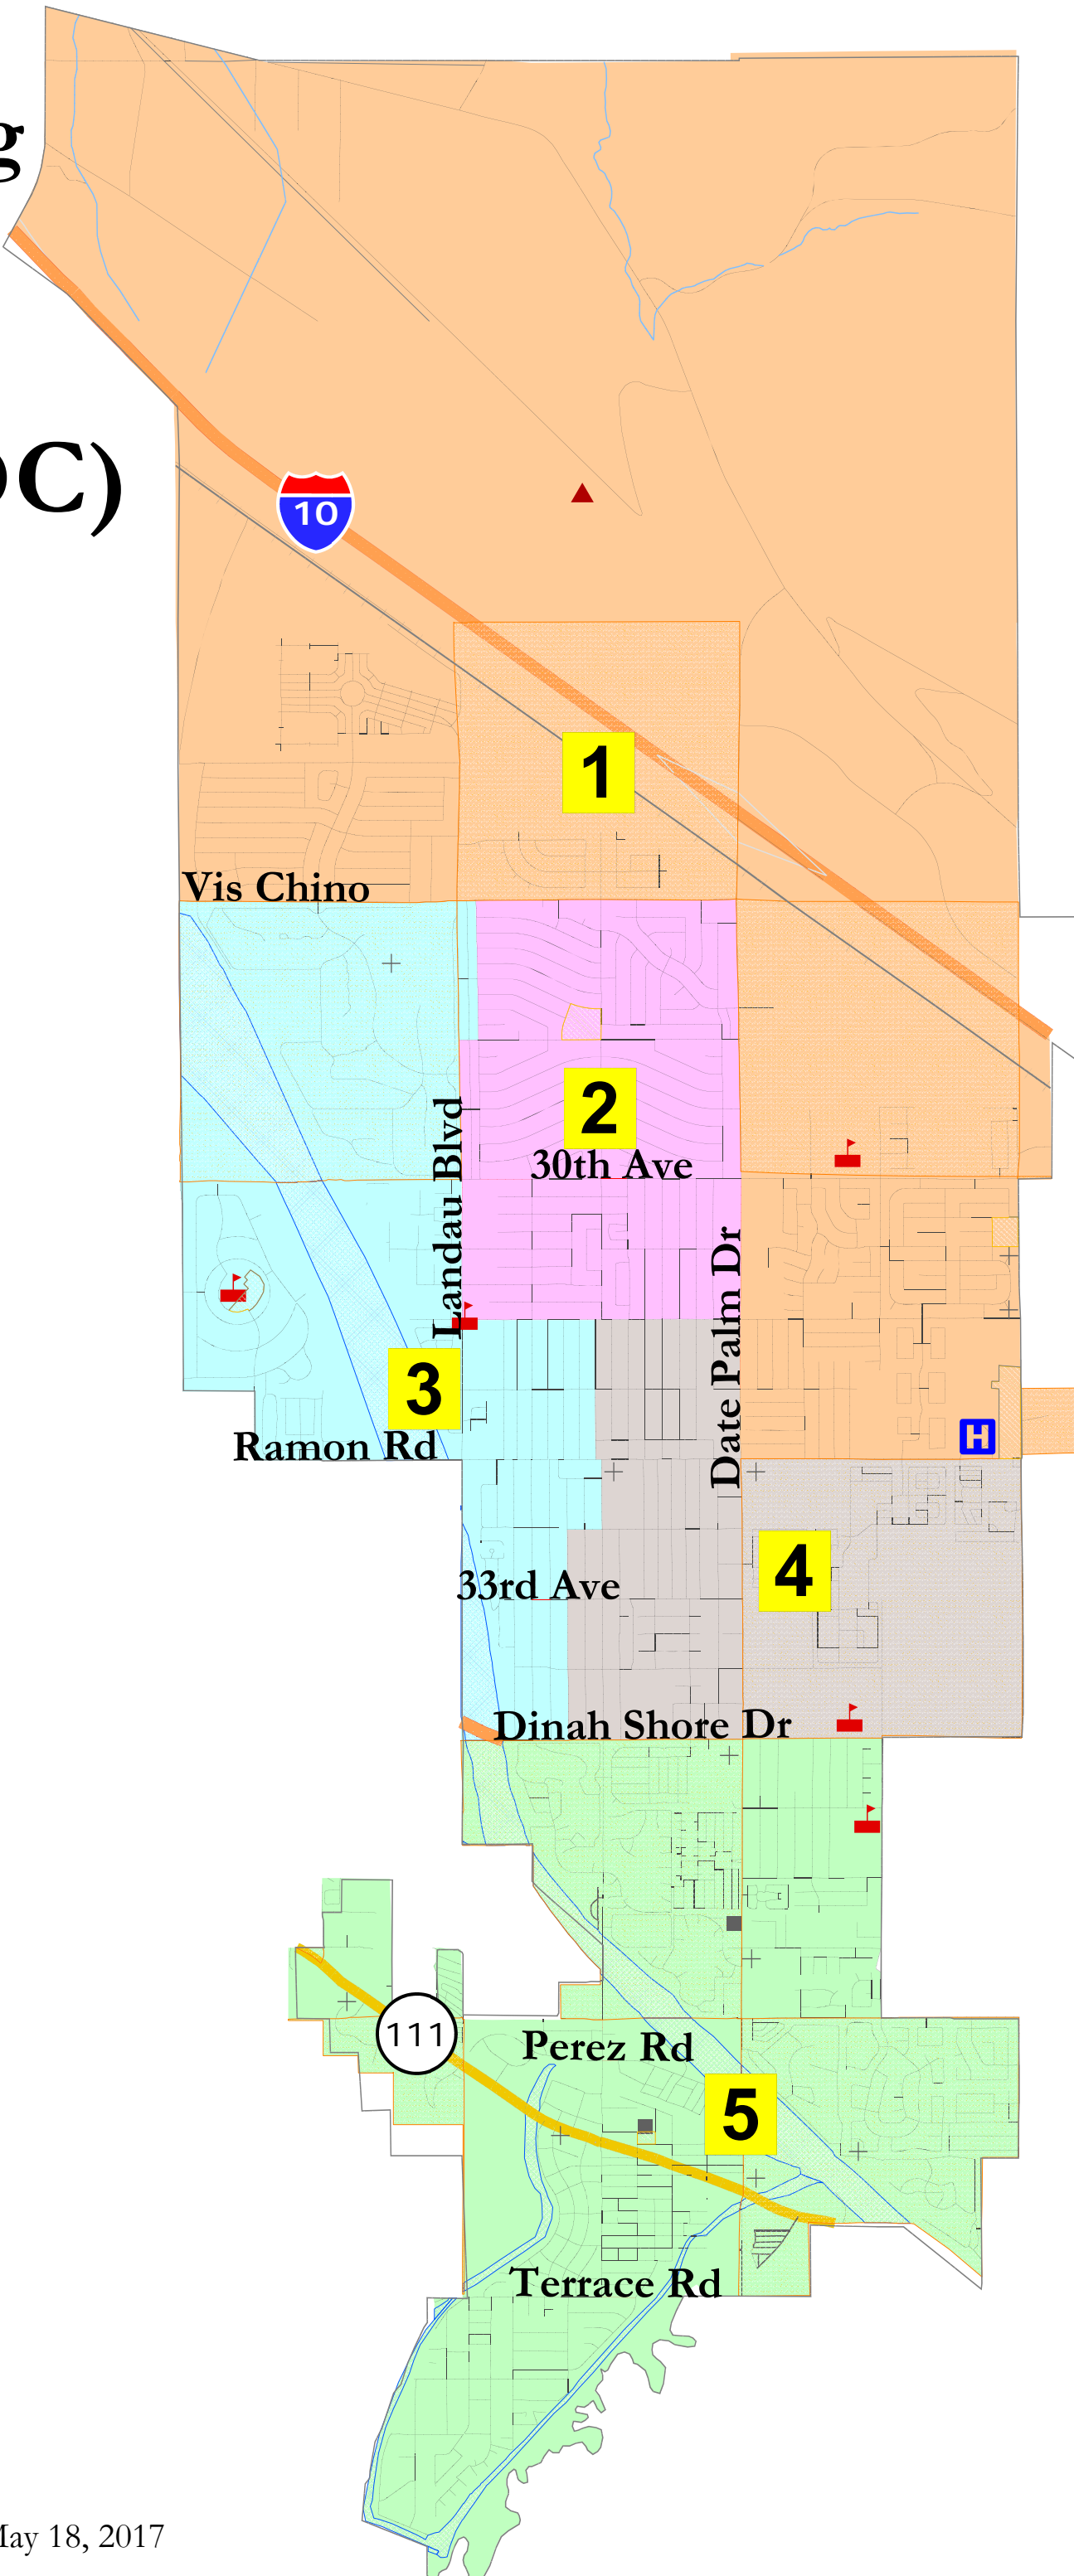 g
C)
10
1
Vis Chino
2
30th Ave
Landau Blvd
Date Palm Dr
3
Ramon Rd
H
4
33rd Ave
Dinah Shore Dr
111
Perez Rd
5
Terrace Rd
May 18, 2017